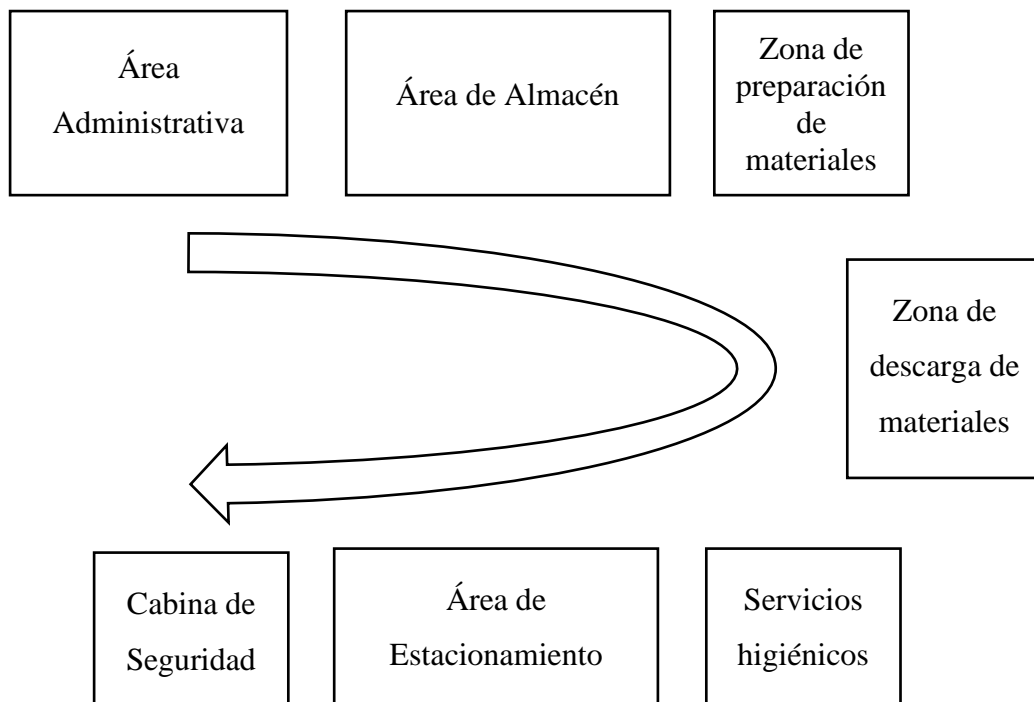 Área
Administrativa
Área de Almacén
Zona de
preparación
de
materiales
Zona de
descarga de
materiales
Cabina de
Seguridad
Área de
Estacionamiento
Servicios
higiénicos